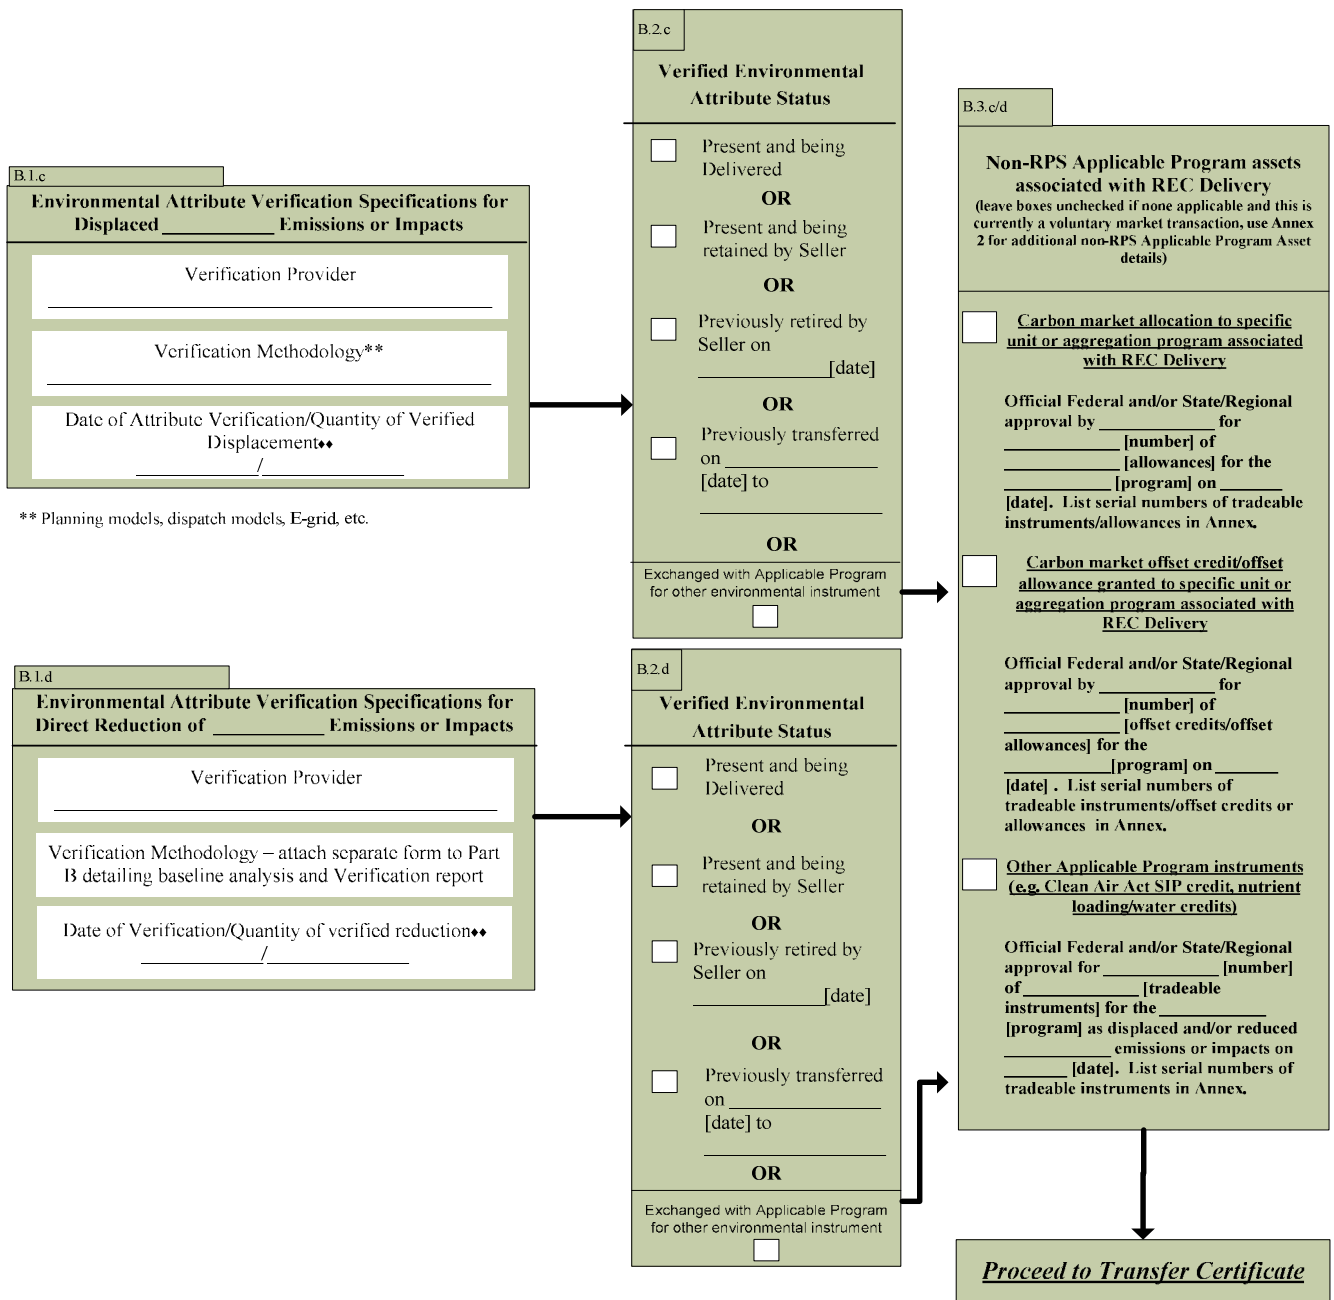 B.1.c
Environmental Attribute Verification Specifications for
Displaced ____________ Emissions or Impacts
Verification Provider
Verification Methodology**
Date of Attribute Verification/Quantity of Verified
Displacement♦♦
____________/____________
** Planning models, dispatch models, E-grid, etc.
B.2.c
Verified Environmental
Attribute Status
Present and being
Delivered
OR
Present and being
retained by Seller
OR
Previously retired by
Seller on
____________[date]
OR
Previously transferred
on ____________
[date] to
____________
OR
Exchanged with Applicable Program
for other environmental instrument
B.1.d
Environmental Attribute Verification Specifications for
Direct Reduction of ____________ Emissions or Impacts
Verification Provider
Verification Methodology – attach separate form to Part
B detailing baseline analysis and Verification report
Date of Verification/Quantity of verified reduction♦♦
____________/____________
B.2.d
Verified Environmental
Attribute Status
Present and being
Delivered
OR
Present and being
retained by Seller
OR
Previously retired by
Seller on
____________[date]
OR
Previously transferred
on ____________
[date] to
____________
OR
Exchanged with Applicable Program
for other environmental instrument
B.3.c/d
Non-RPS Applicable Program assets
associated with REC Delivery
(leave boxes unchecked if none applicable and this is
currently a voluntary market transaction, use Annex
2 for additional non-RPS Applicable Program Asset
details)
Carbon market allocation to specific
unit or aggregation program associated
with REC Delivery
Official Federal and/or State/Regional
approval by ____________ for
____________ [number] of
____________ [allowances] for the
____________ [program] on ______
[date].  List serial numbers of tradeable
instruments/allowances in Annex.
Carbon market offset credit/offset
allowance granted to specific unit or
aggregation program associated with
REC Delivery
Official Federal and/or State/Regional
approval by ____________ for
____________ [number] of
____________ [offset credits/offset
allowances] for the
____________[program] on ______
[date] .  List serial numbers of
tradeable instruments/offset credits or
allowances  in Annex.
Other Applicable Program instruments
(e.g. Clean Air Act SIP credit, nutrient
loading/water credits)
Official Federal and/or State/Regional
approval for ____________ [number]
of ____________ [tradeable
instruments] for the ____________
[program] as displaced and/or reduced
____________ emissions or impacts on
______ [date].  List serial numbers of
tradeable instruments in Annex.
Proceed to Transfer Certificate